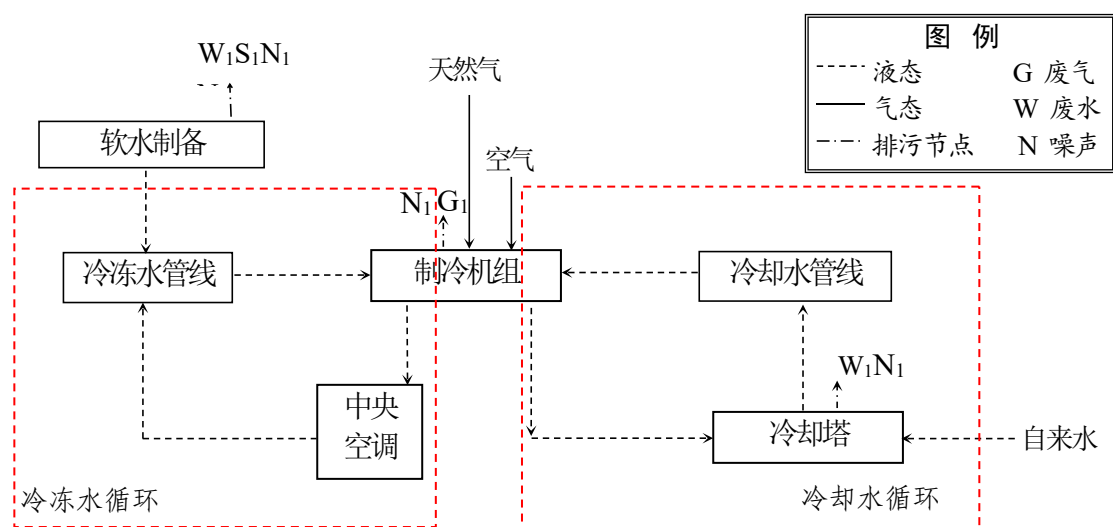 图 例
液态 G 废气
气态 W 废水
排污节点 N 噪声
W₁S₁N₁
天然气
软水制备
空气
N₁ G₁
冷冻水管线
制冷机组
冷却水管线
W₁N₁
中央
空调
冷却塔
自来水
冷冻水循环
冷却水循环